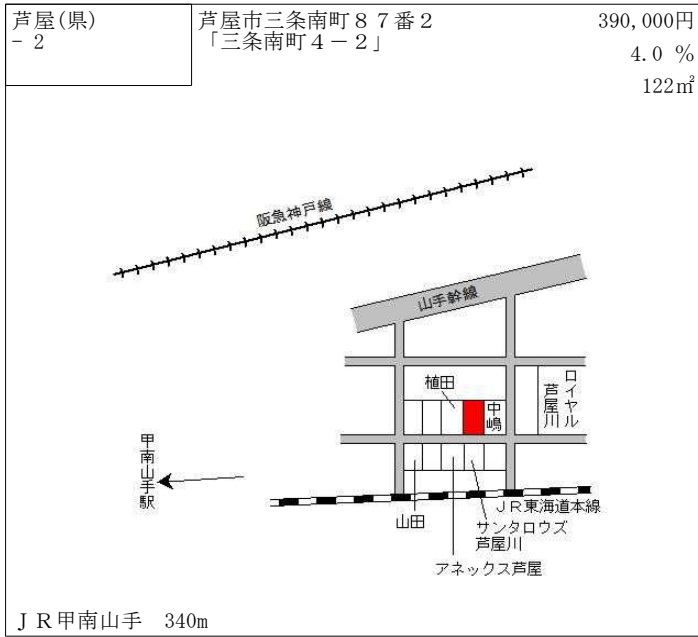 芦屋(県)
－ 2
芦屋市三条南町８７番２
「三条南町４－２」
390,000円
4.0 %
122㎡
阪急神戸線
山手幹線
植田
中嶋
ロイヤル
芦屋川
甲南山手駅
ＪＲ東海道本線
山田
サンタロウズ
芦屋川
アネックス芦屋
ＪＲ甲南山手　340m